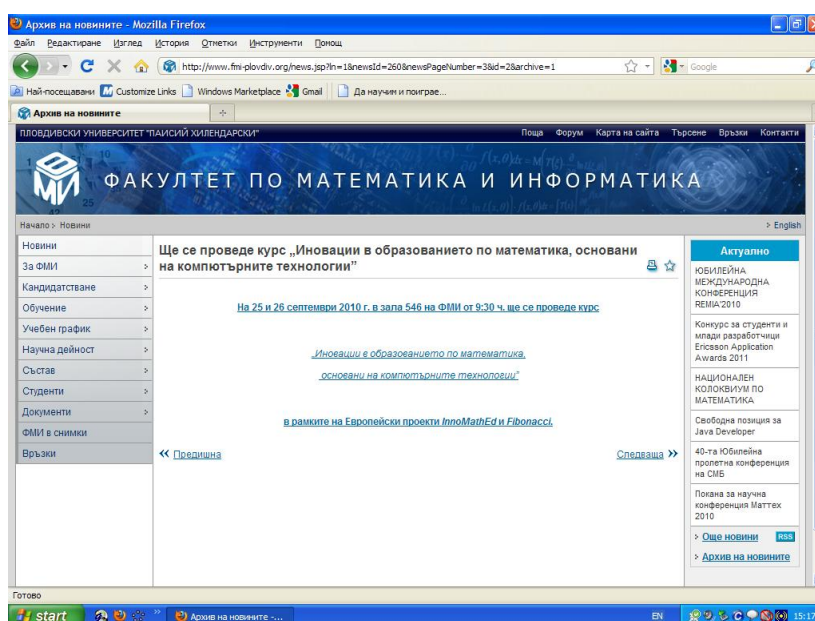 Архив на новините - Mozilla Firefox
Файл Редактиране Изглед История Отметки Инструменти Помощ
http://www.fmi-plovdiv.org/news.jsp?ln=1&newsId=260&newsPageNumber=3&id=2&archive=1
Google
Най-посещавани Customize Links Windows Marketplace Gmail Да научим и поиграе...
Архив на новините
ПЛОВДИВСКИ УНИВЕРСИТЕТ "ПАИСИЙ ХИЛЕНДАРСКИ"
Поща Форум Карта на сайта Търсене Връзки Контакти
ФМИ
ФАКУЛТЕТ ПО МАТЕМАТИКА И ИНФОРМАТИКА
Начало > Новини
> English
Новини
За ФМИ
Кандидатстване
Обучение
Учебен график
Научна дейност
Състав
Студенти
Документи
ФМИ в снимки
Връзки
Ще се проведе курс „Иновации в образованието по математика, основани
на компютърните технологии”
На 25 и 26 септември 2010 г. в зала 546 на ФМИ от 9:30 ч. ще се проведе курс
„Иновации в образованието по математика,
основани на компютърните технологии”
в рамките на Европейски проекти InnoMathEd и Fibonacci.
« Предишна
Следваща »
Актуално
ЮБИЛЕЙНА
МЕЖДУНАРОДНА
КОНФЕРЕНЦИЯ
REMIA'2010
Конкурс за студенти и
млади разработчици
Ericsson Application
Awards 2011
НАЦИОНАЛЕН
КОЛОКВИУМ ПО
МАТЕМАТИКА
Свободна позиция за
Java Developer
40-та Юбилейна
пролетна конференция
на СМБ
Покана за научна
конференция Маттех
2010
> Още новини RSS
> Архив на новините
Готово
start
Архив на новините -...
EN
15:17